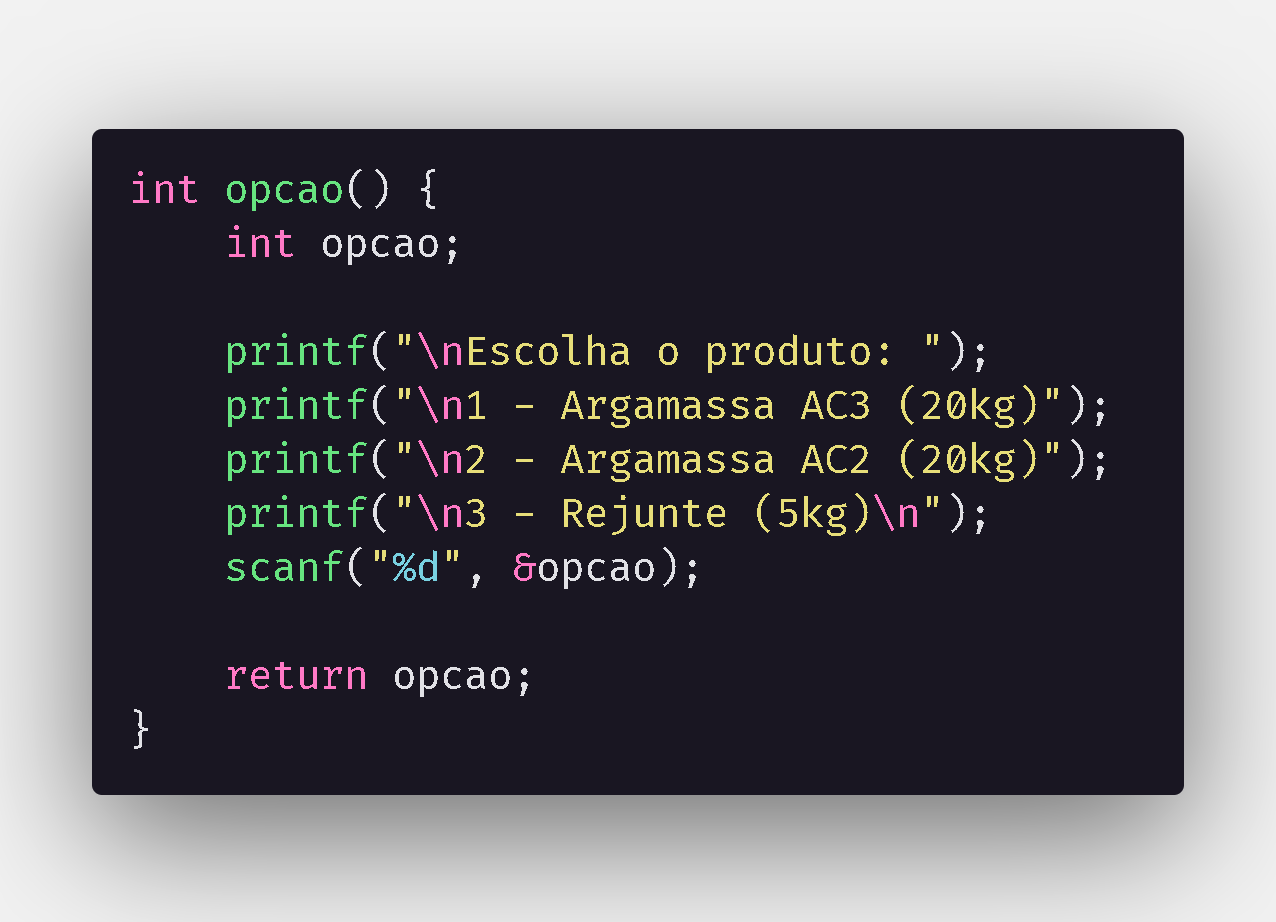 int opcao() {
    int opcao;

    printf("\nEscolha o produto: ");
    printf("\n1 - Argamassa AC3 (20kg)");
    printf("\n2 - Argamassa AC2 (20kg)");
    printf("\n3 - Rejunte (5kg)\n");
    scanf("%d", &opcao);

    return opcao;
}